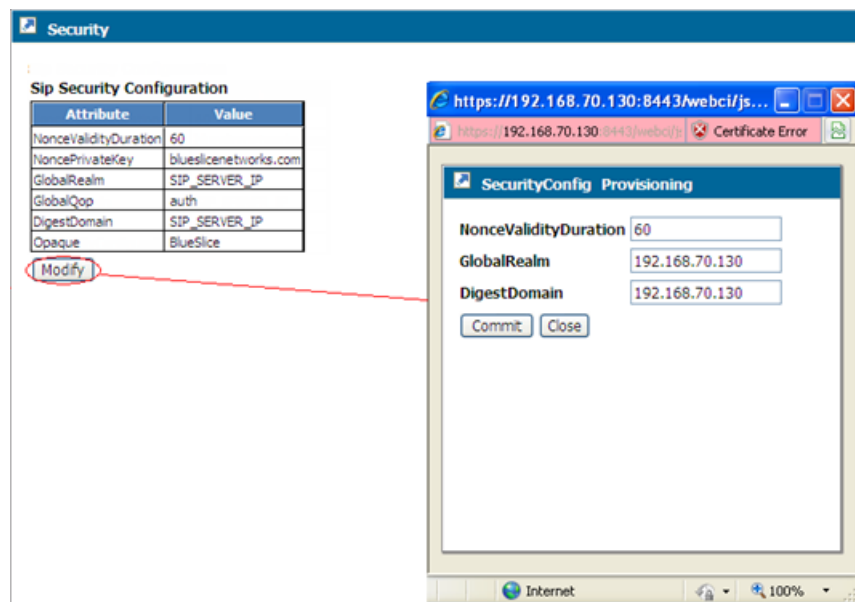 Security
Sip Security Configuration
Attribute Value
NonceValidityDuration 60
NoncePrivateKey blueslicenetworks.com
GlobalRealm SIP_SERVER_IP
GlobalQop auth
DigestDomain SIP_SERVER_IP
Opaque BlueSlice
Modify
https://192.168.70.130:8443/webci/js...
https://192.168.70.130:8443/webci/j Certificate Error
SecurityConfig Provisioning
NonceValidityDuration 60
GlobalRealm 192.168.70.130
DigestDomain 192.168.70.130
Commit Close
Internet 100%